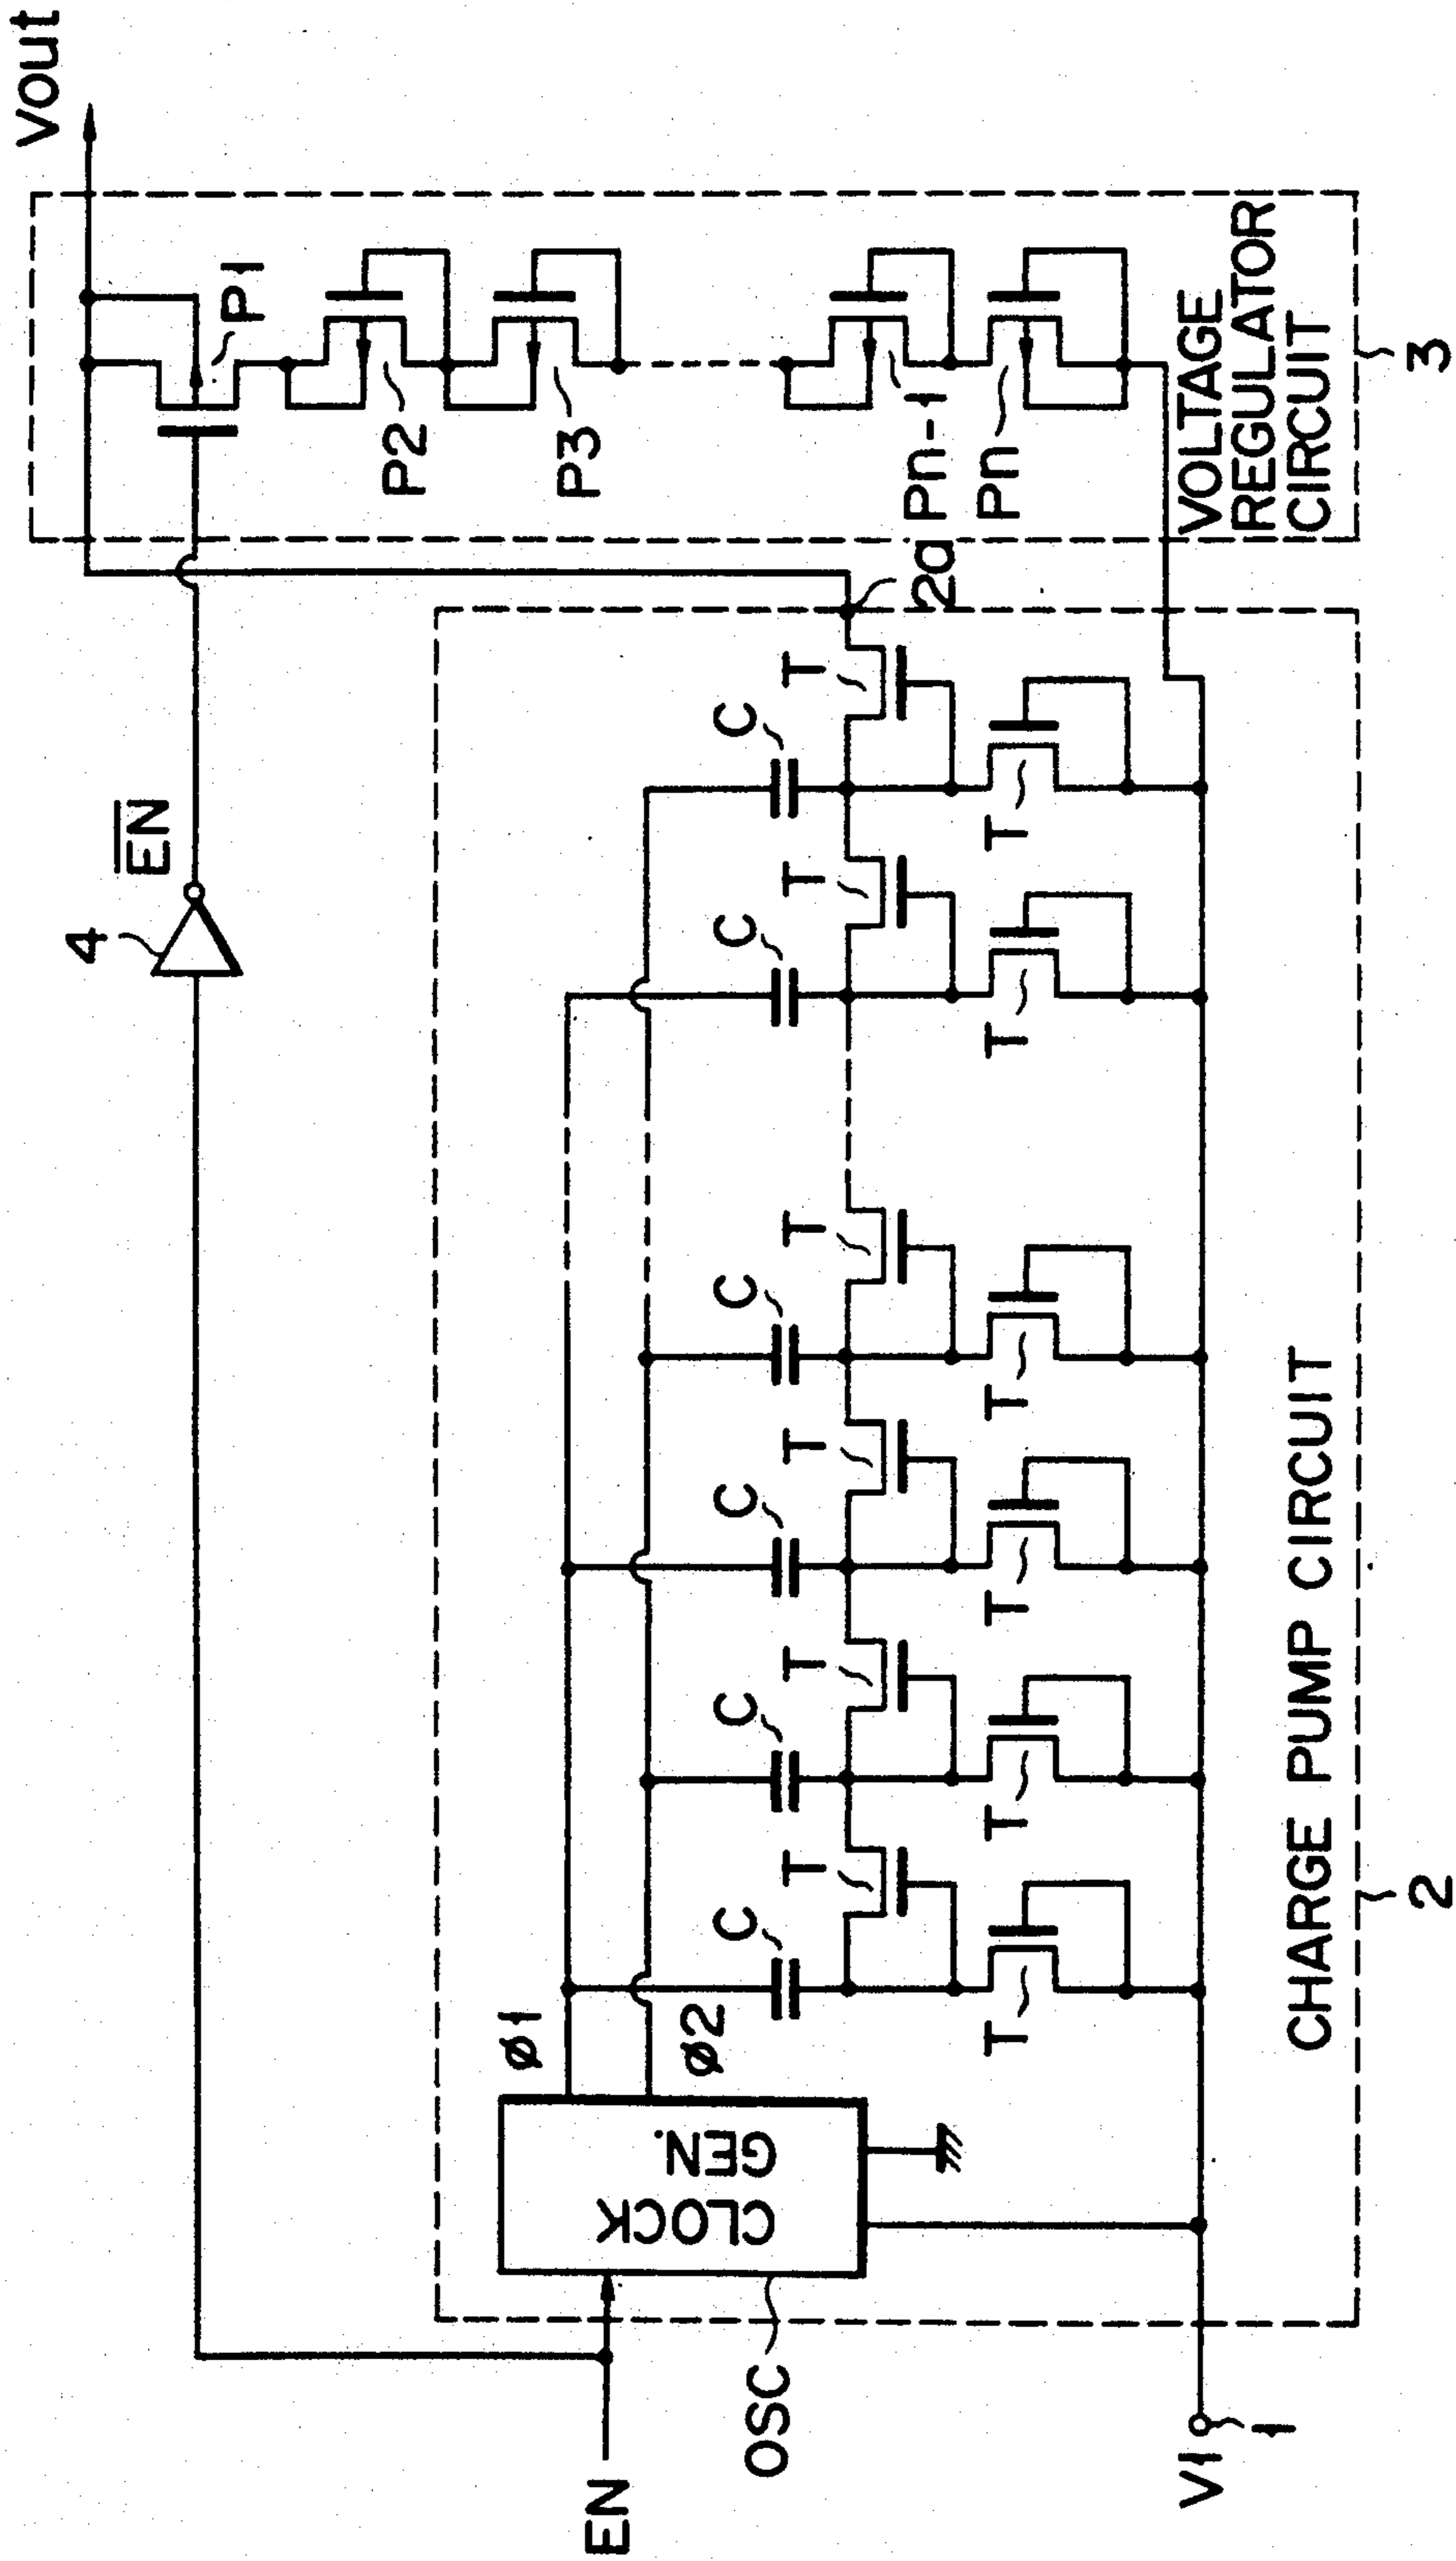 Vout
4
EN
P1
P2
P3
Pn-1
Pn
VOLTAGE
REGULATOR
CIRCUIT
3
2a
EN
OSC
CLOCK
GEN.
ø1
ø2
C
C
C
C
C
C
T
T
T
T
T
T
T
T
T
T
T
T
CHARGE PUMP CIRCUIT
2
V1
1